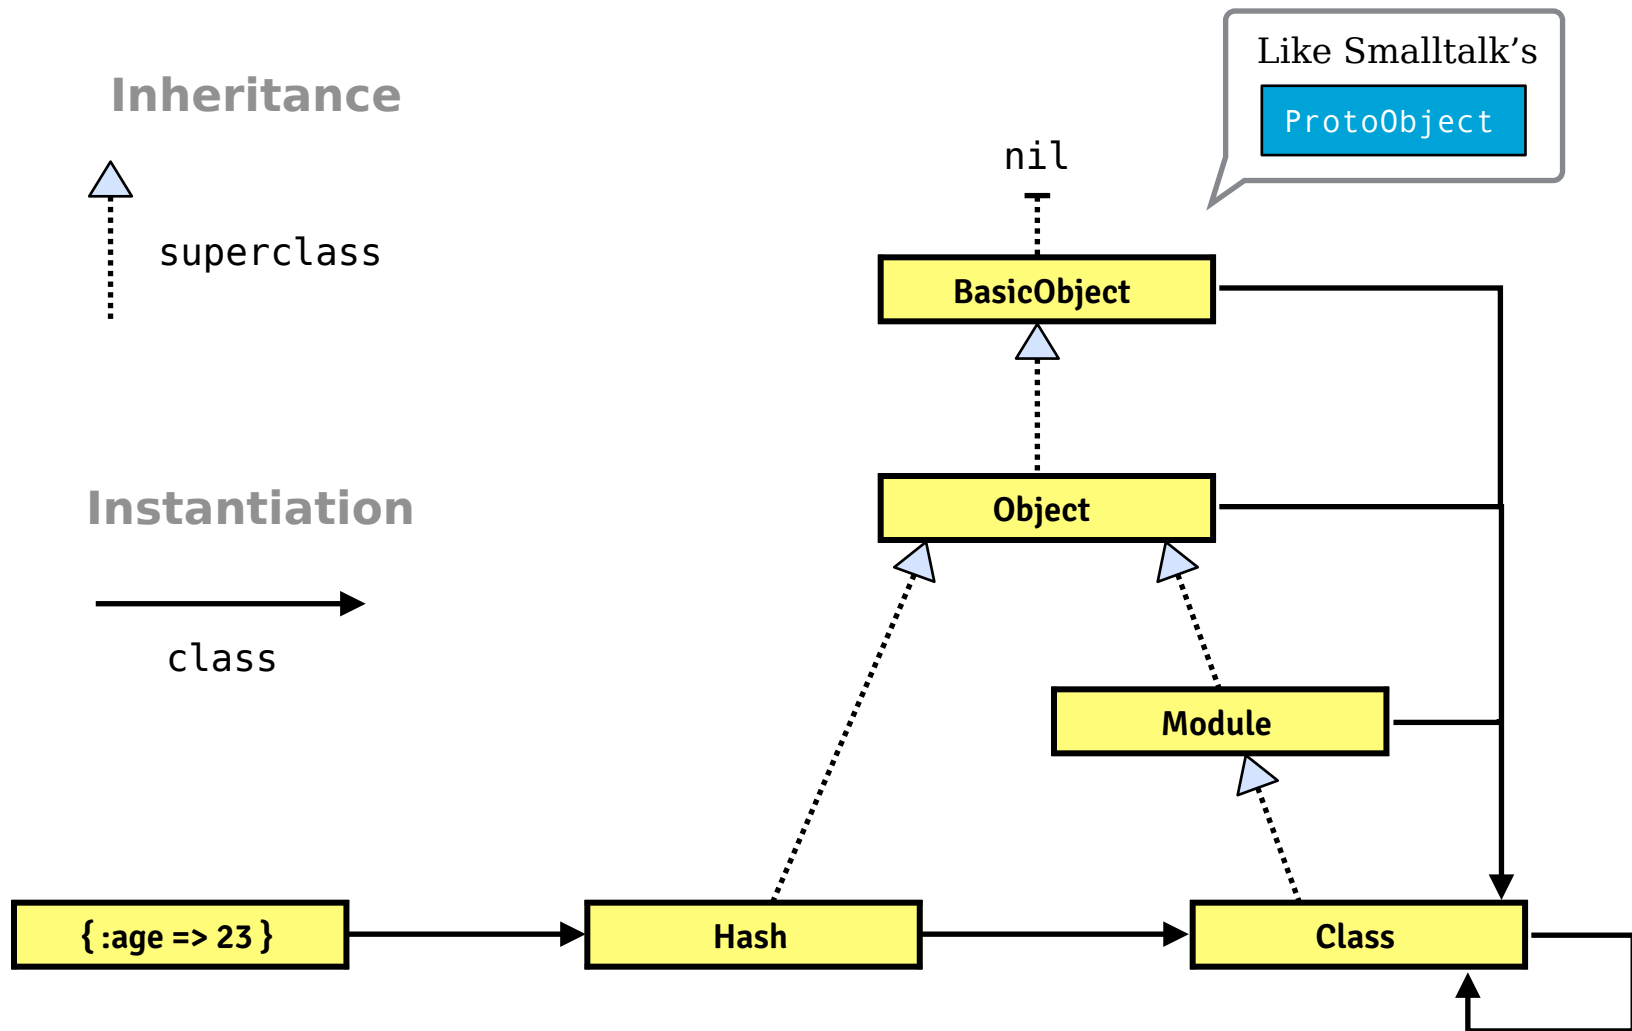 Like Smalltalk’s
ProtoObject
Inheritance
nil
superclass
BasicObject
Instantiation
Object
class
Module
{ :age => 23 }
Hash
Class